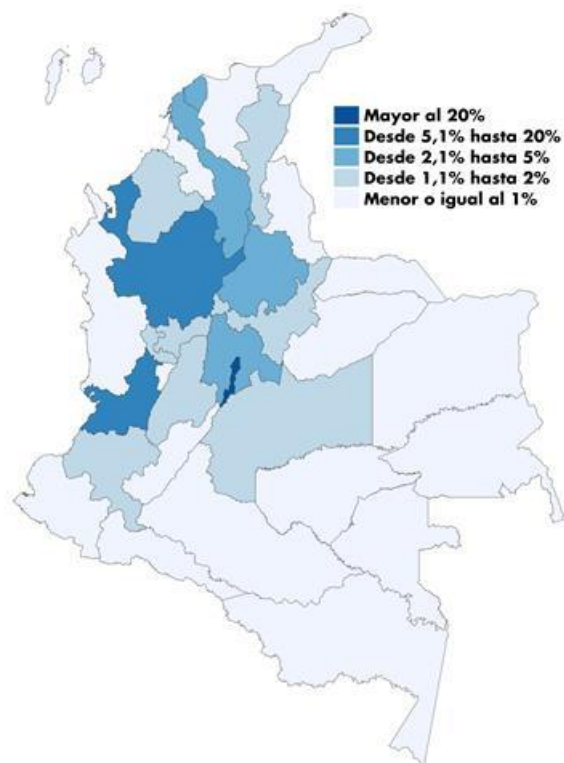 Mayor al 20%
Desde 5,1% hasta 20%
Desde 2,1% hasta 5%
Desde 1,1% hasta 2%
Menor o igual al 1%